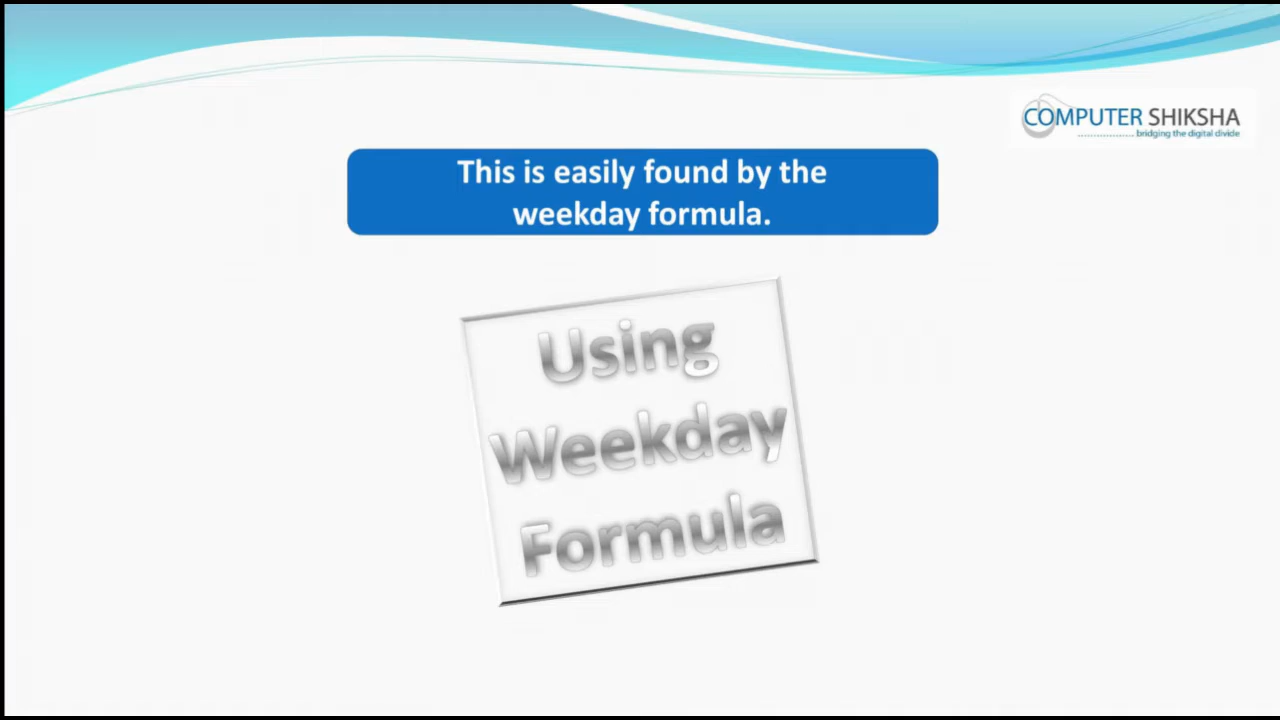 COMPUTER SHIKSHA
bridging the digital divide
This is easily found by the
weekday formula.
Using
Weekday
Formula